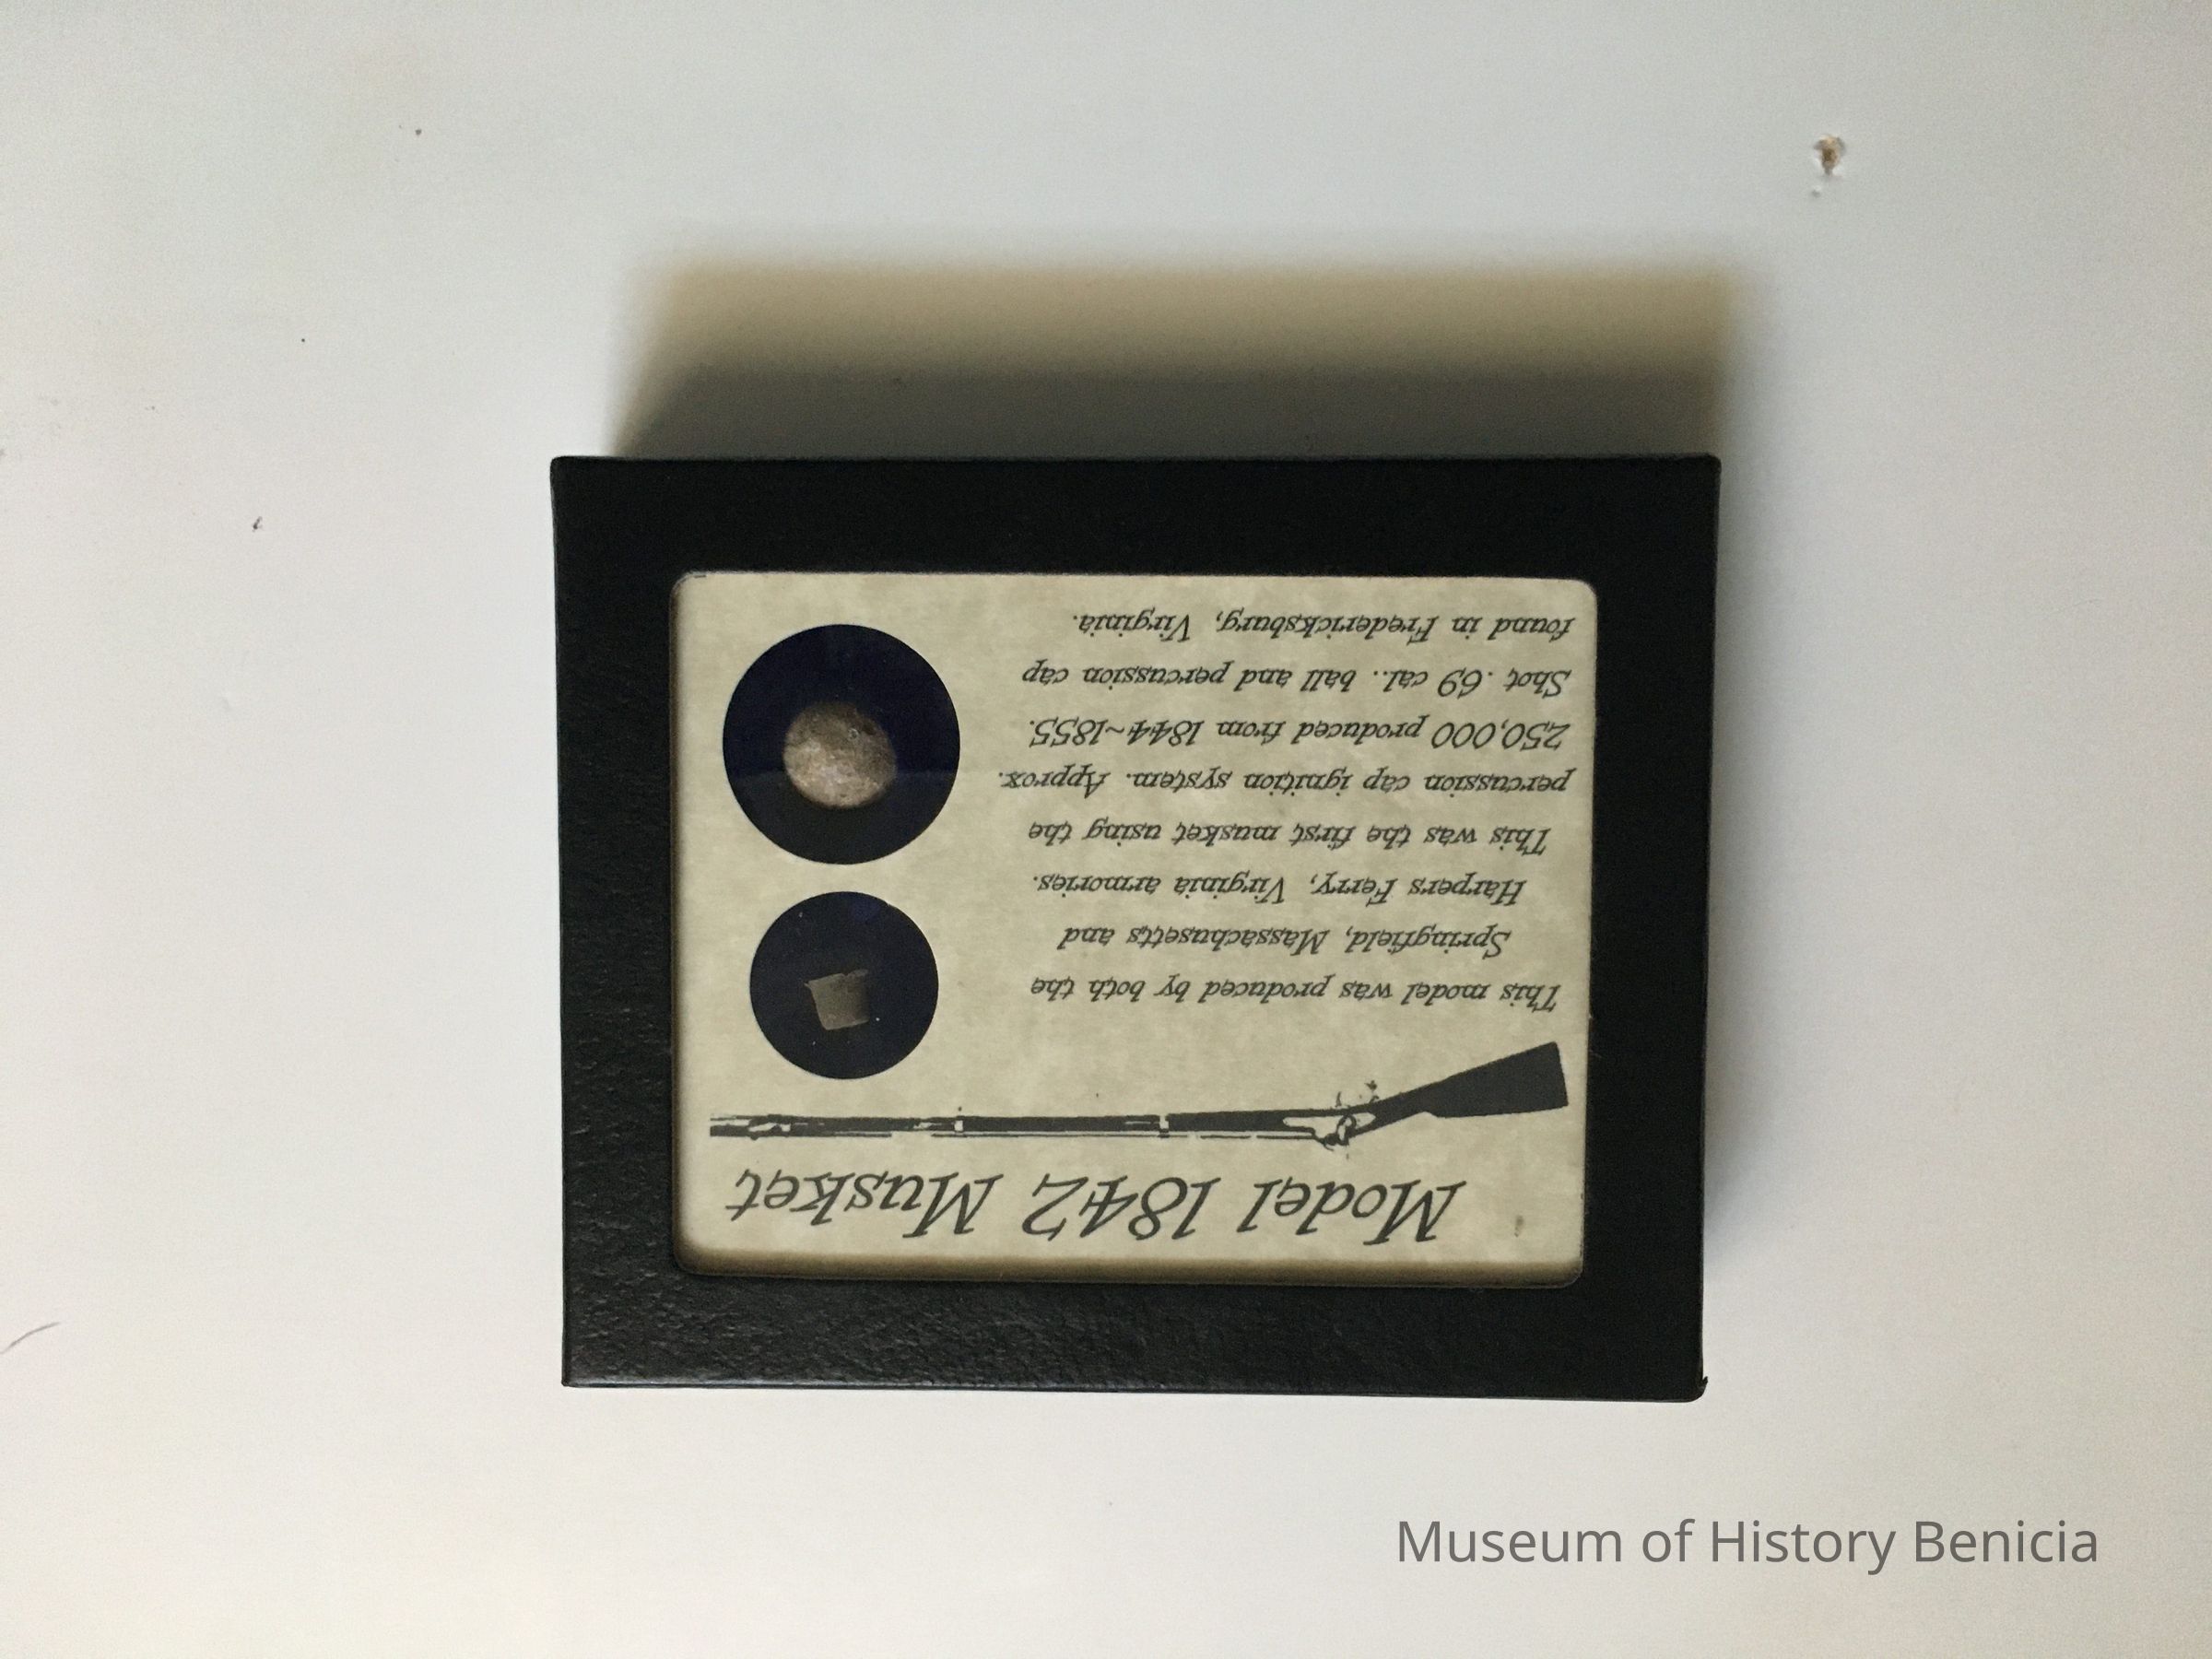 Model 1842 Musket
This model was produced by both the
Springfield, Massachusetts and
Harpers Ferry, Virginia armories.
This was the first musket using the
percussion cap ignition system. Approx.
250,000 produced from 1844~1855.
Shot .69 cal.. ball and percussion cap
found in Fredericksburg, Virginia.
Museum of History Benicia